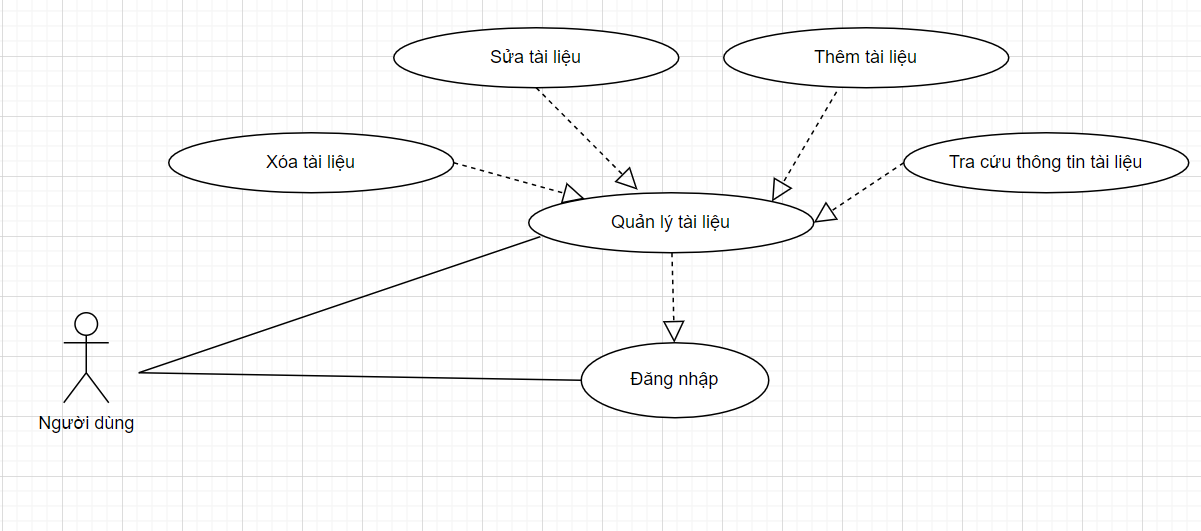 Sửa tài liệu
Thêm tài liệu
Xóa tài liệu
Tra cứu thông tin tài liệu
Quản lý tài liệu
Đăng nhập
Người dùng